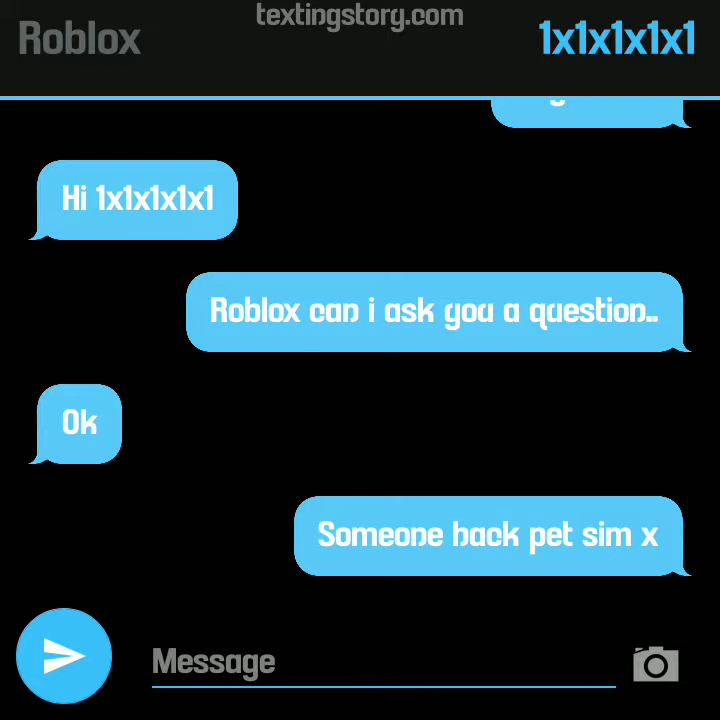 textingstory.com
Roblox
1x1x1x1x1
Hi 1x1x1x1x1
Roblox can i ask you a question..
Ok
Someone hack pet sim x
Message